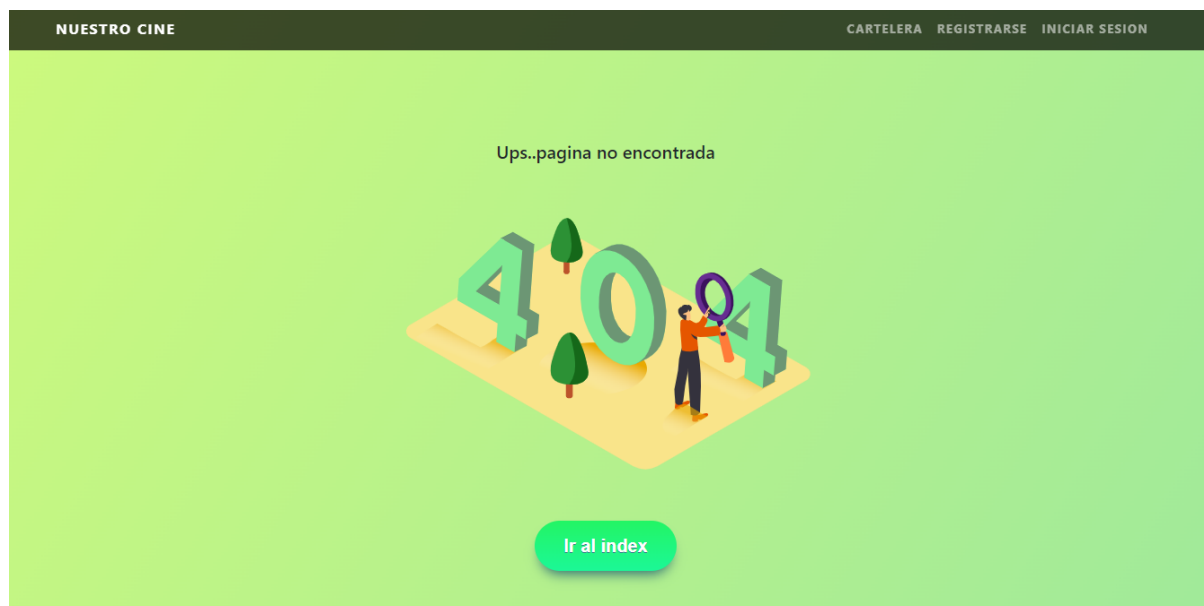 NUESTRO CINE
CARTELERA REGISTRARSE INICIAR SESION
Ups..pagina no encontrada
404
Ir al index